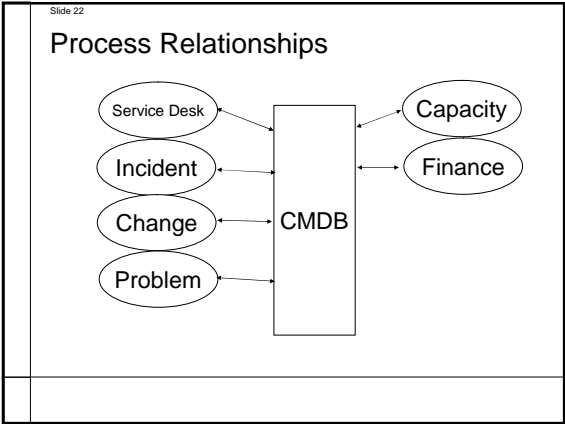 Slide 22
Process Relationships
Service Desk
Incident
Change
Problem
CMDB
Capacity
Finance